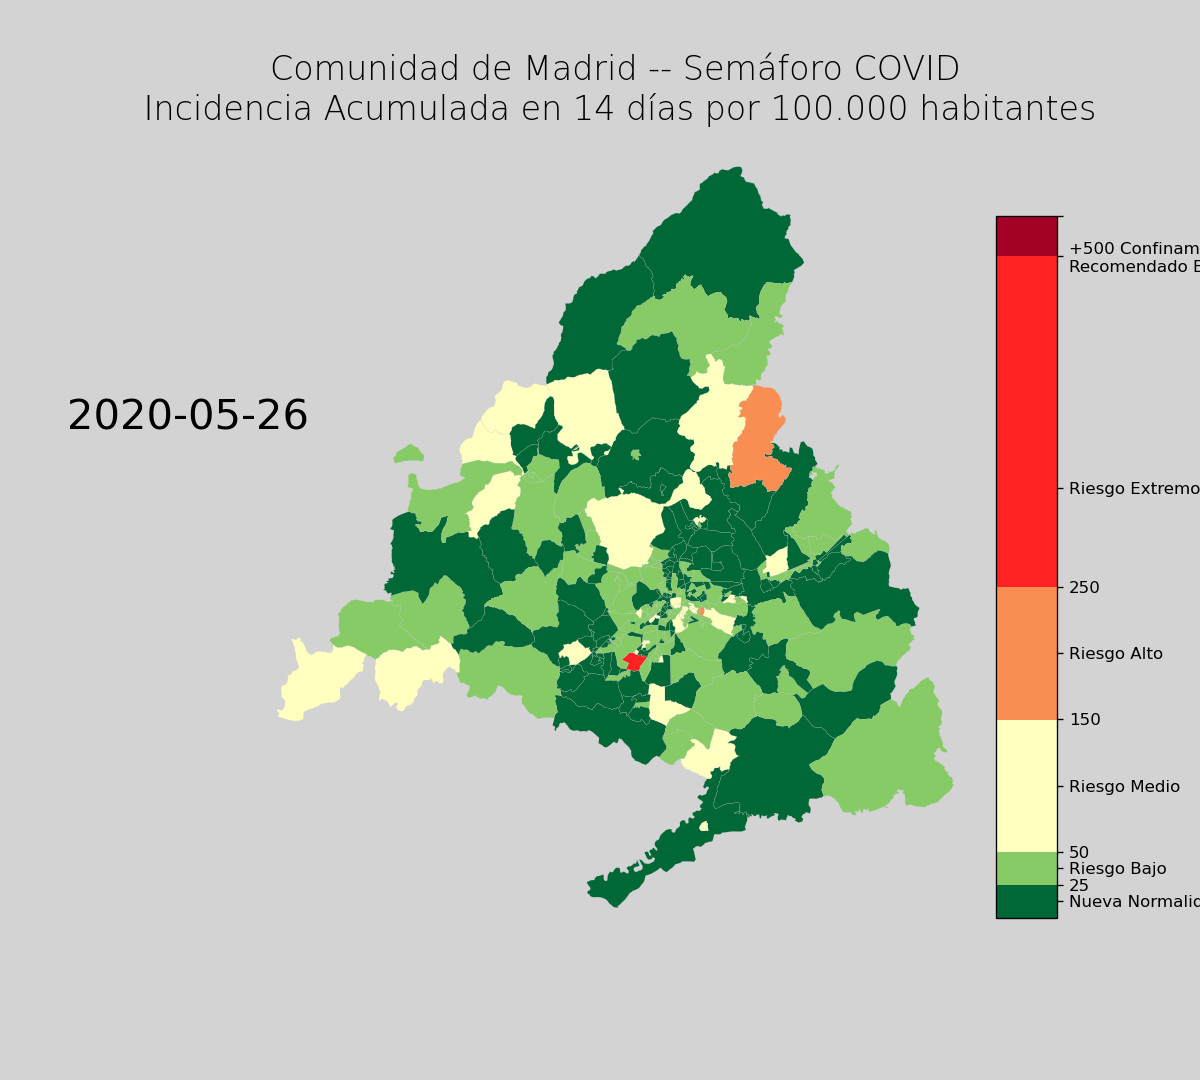 Comunidad de Madrid -- Semáforo COVID
Incidencia Acumulada en 14 días por 100.000 habitantes
2020-05-26
+500 Confinam
Recomendado E
Riesgo Extremo
250
Riesgo Alto
150
Riesgo Medio
50
Riesgo Bajo
25
Nueva Normalid